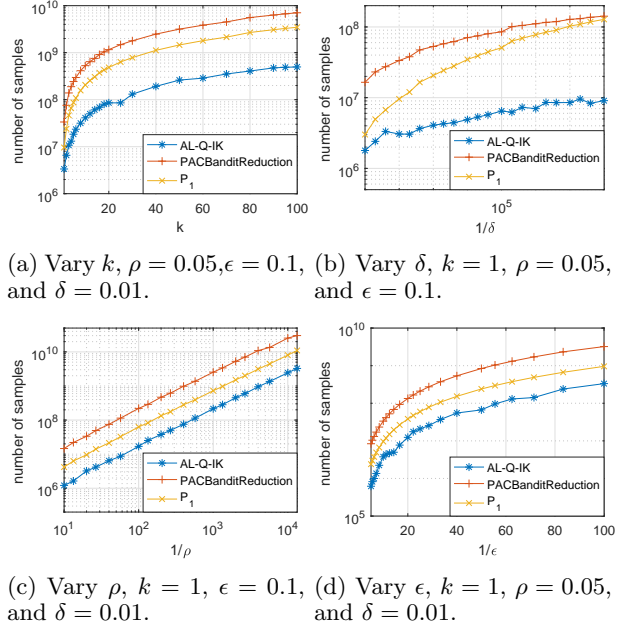 10^10
10^9
10^8
10^7
10^6
number of samples
20 40 60 80 100
k
AL-Q-IK
PACBanditReduction
P_1
10^8
10^7
10^6
number of samples
10^5
1/δ
AL-Q-IK
PACBanditReduction
P_1
(a) Vary k, ρ = 0.05,ϵ = 0.1, and δ = 0.01.
(b) Vary δ, k = 1, ρ = 0.05, and ϵ = 0.1.
10^10
10^8
10^6
number of samples
10^1 10^2 10^3 10^4
1/ρ
AL-Q-IK
PACBanditReduction
P_1
10^10
10^5
number of samples
20 40 60 80 100
1/ϵ
AL-Q-IK
PACBanditReduction
P_1
(c) Vary ρ, k = 1, ϵ = 0.1, and δ = 0.01.
(d) Vary ϵ, k = 1, ρ = 0.05, and δ = 0.01.